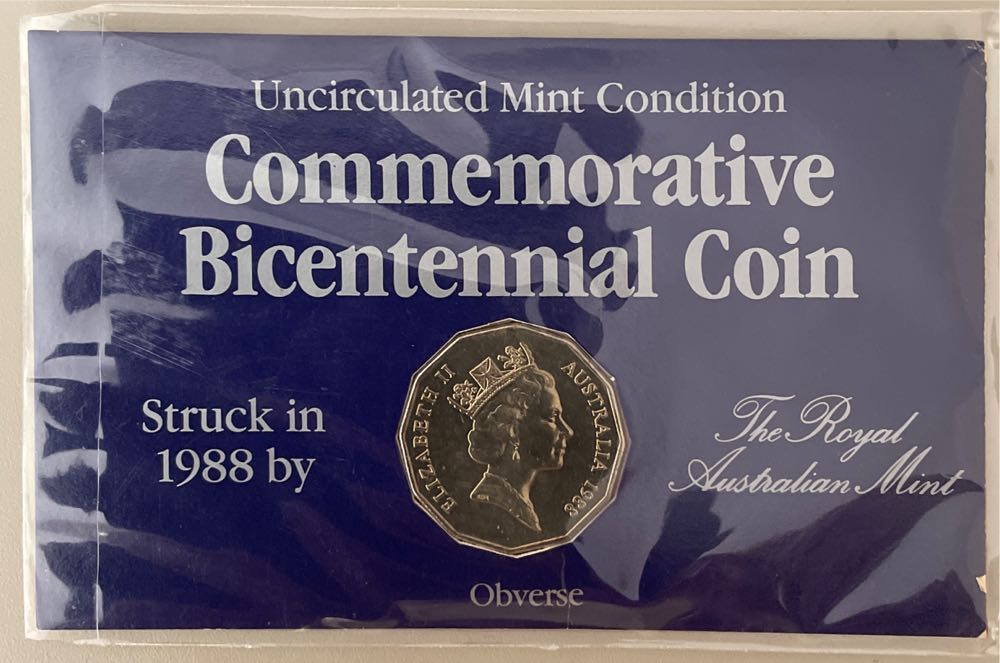 Uncirculated Mint Condition
Commemorative
Bicentennial Coin
Struck in
1988 by
ELIZABETH II
AUSTRALIA 1988
The Royal
Australian Mint
Obverse